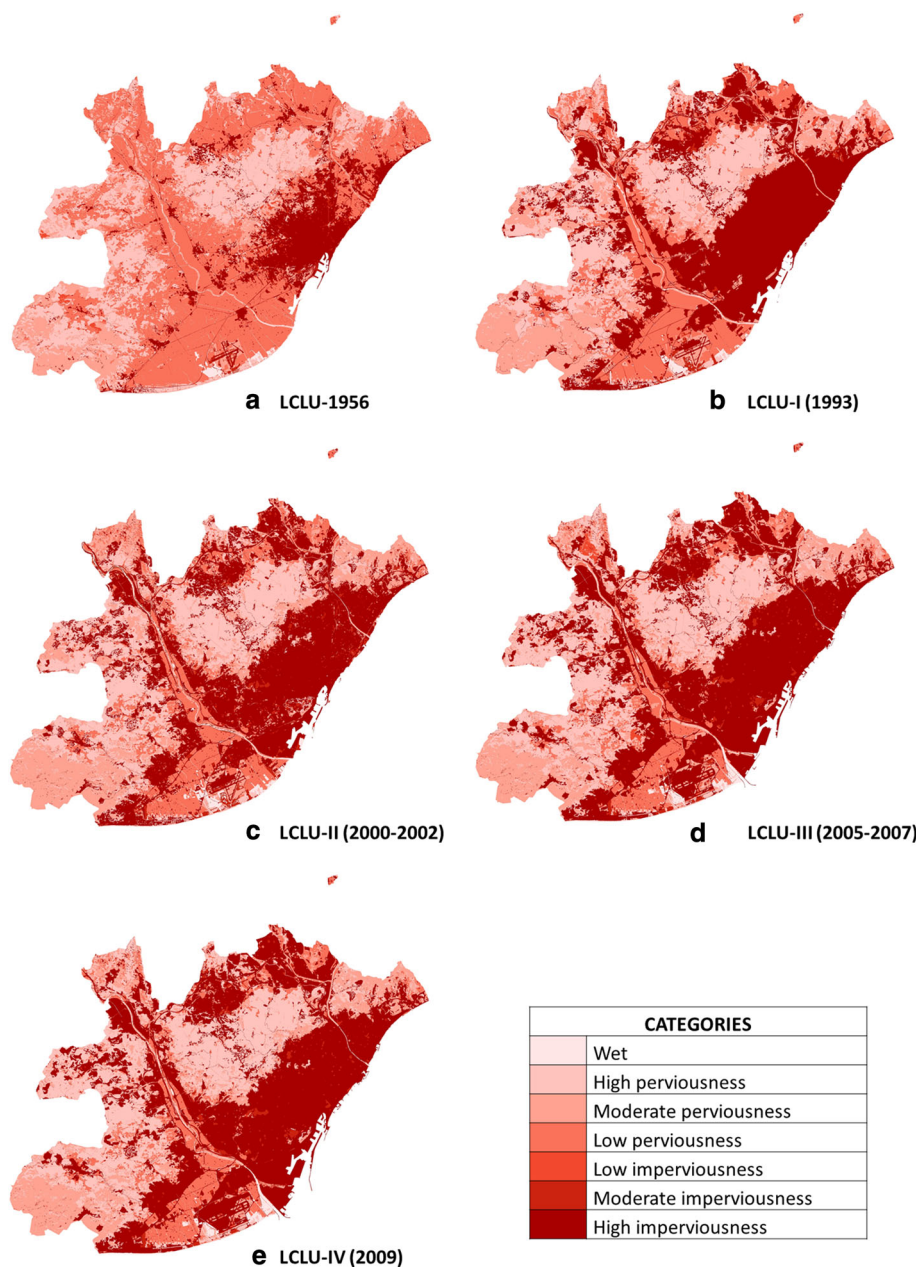 a LCLU-1956
b LCLU-I (1993)
c LCLU-II (2000-2002)
d LCLU-III (2005-2007)
e LCLU-IV (2009)
CATEGORIES
Wet
High perviousness
Moderate perviousness
Low perviousness
Low imperviousness
Moderate imperviousness
High imperviousness